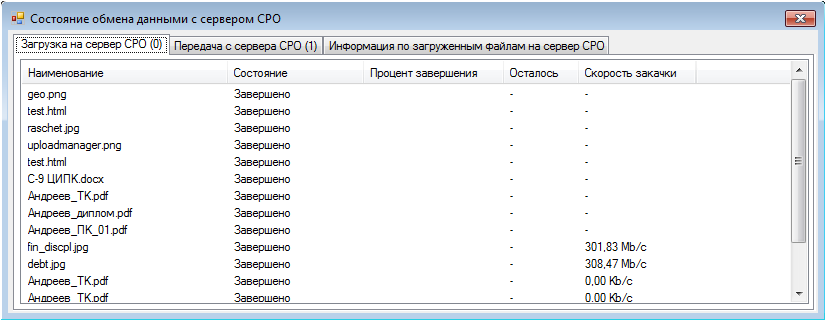 Состояние обмена данными с сервером СРО
Загрузка на сервер СРО (0) Передача с сервера СРО (1) Информация по загруженным файлам на сервер СРО
Наименование Состояние Процент завершения Осталось Скорость закачки
geo.png Завершено - -
test.html Завершено - -
raschet.jpg Завершено - -
uploadmanager.png Завершено - -
test.html Завершено - -
С-9 ЦИПК.docx Завершено - -
Андреев_ТК.pdf Завершено - -
Андреев_диплом.pdf Завершено - -
Андреев_ПК_01.pdf Завершено - -
fin_discpl.jpg Завершено - 301,83 Mb/c
debt.jpg Завершено - 308,47 Mb/c
Андреев_ТК.pdf Завершено - 0,00 Kb/c
Андреев_ТК.pdf Завершено - 0,00 Kb/c